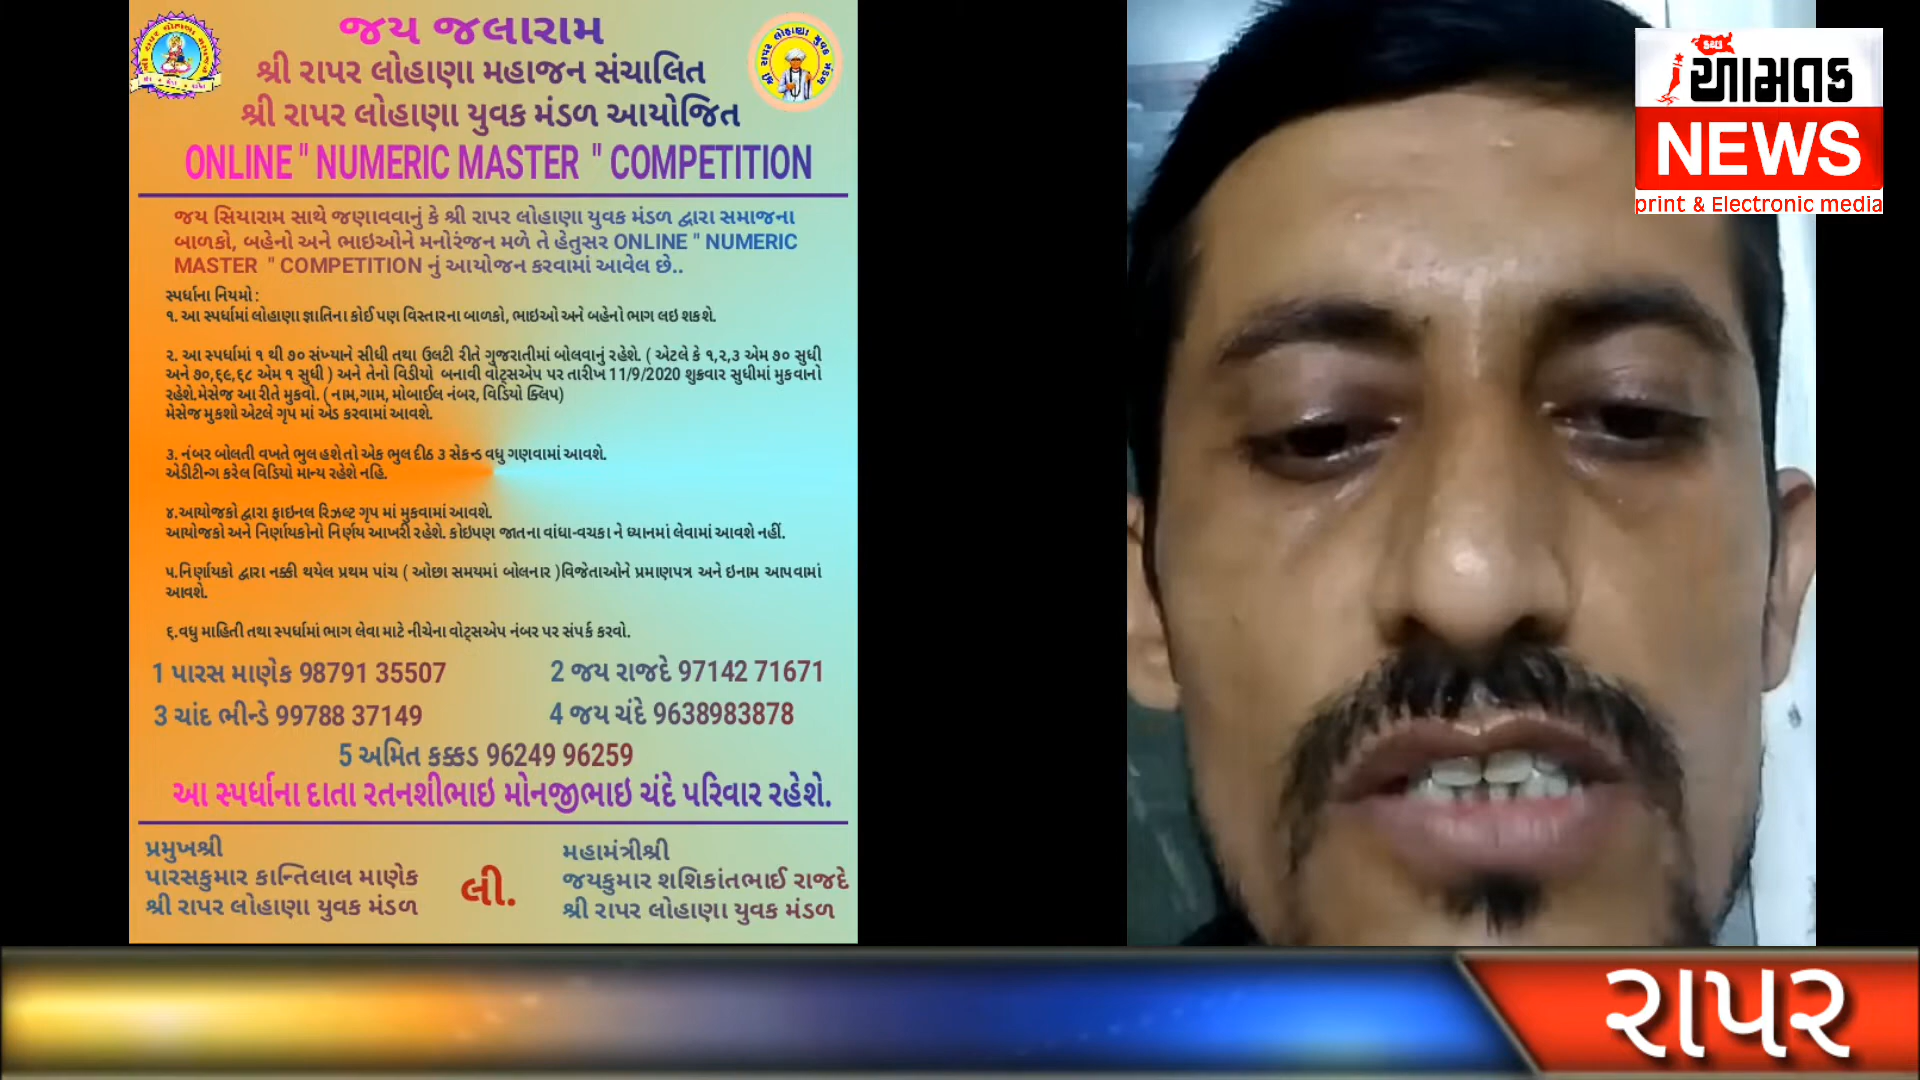 જય જલારામ
શ્રી રાપર લોહાણા મહાજન સંચાલિત
શ્રી રાપર લોહાણા યુવક મંડળ આયોજિત
ONLINE " NUMERIC MASTER " COMPETITION
જય સિયારામ સાથે જણાવવાનું કે શ્રી રાપર લોહાણા યુવક મંડળ દ્વારા સમાજના
બાળકો, બહેનો અને ભાઇઓને મનોરંજન મળે તે હેતુસર ONLINE " NUMERIC
MASTER " COMPETITION નું આયોજન કરવામાં આવેલ છે..
સ્પર્ધાના નિયમો :
૧. આ સ્પર્ધામાં લોહાણા જ્ઞાતિના કોઈ પણ વિસ્તારના બાળકો, ભાઇઓ અને બહેનો ભાગ લઇ શકશે.
૨. આ સ્પર્ધામાં ૧ થી ૭૦ સંખ્યાને સીધી તથા ઉલટી રીતે ગુજરાતીમાં બોલવાનું રહેશે. ( એટલે કે ૧,૨,૩ એમ ૭૦ સુધી
અને ૭૦,૬૯,૬૮ એમ ૧ સુધી ) અને તેનો વિડીયો બનાવી વોટ્સએપ પર તારીખ 11/9/2020 શુક્રવાર સુધીમાં મુકવાનો
રહેશે.મેસેજ આ રીતે મુકવો. ( નામ,ગામ, મોબાઈલ નંબર, વિડિયો ક્લિપ)
મેસેજ મુકશો એટલે ગૃપ માં એડ કરવામાં આવશે.
૩. નંબર બોલતી વખતે ભુલ હશે તો એક ભુલ દીઠ ૩ સેકન્ડ વધુ ગણવામાં આવશે.
એડીટીન્ગ કરેલ વિડિયો માન્ય રહેશે નહિ.
૪.આયોજકો દ્વારા ફાઇનલ રિઝલ્ટ ગૃપ માં મુકવામાં આવશે.
આયોજકો અને નિર્ણાયકોનો નિર્ણય આખરી રહેશે. કોઇપણ જાતના વાંધા-વચકા ને ધ્યાનમાં લેવામાં આવશે નહીં.
૫.નિર્ણાયકો દ્વારા નક્કી થયેલ પ્રથમ પાંચ ( ઓછા સમયમાં બોલનાર )વિજેતાઓને પ્રમાણપત્ર અને ઇનામ આપવામાં
આવશે.
૬.વધુ માહિતી તથા સ્પર્ધામાં ભાગ લેવા માટે નીચેના વોટ્સએપ નંબર પર સંપર્ક કરવો.
1 પારસ માણેક 98791 35507
2 જય રાજદે 97142 71671
3 ચાંદ ભીન્ડે 99788 37149
4 જય ચંદે 9638983878
5 અમિત કક્કડ 96249 96259
આ સ્પર્ધાના દાતા રતનશીભાઇ મોનજીભાઇ ચંદે પરિવાર રહેશે.
પ્રમુખશ્રી
પારસકુમાર કાન્તિલાલ માણેક
શ્રી રાપર લોહાણા યુવક મંડળ
લી.
મહામંત્રીશ્રી
જયકુમાર શશિકાંતભાઈ રાજદે
શ્રી રાપર લોહાણા યુવક મંડળ
શ્રી રાપર લોહાણા યુવક મંડળ
કચ્છ
આમતક
NEWS
print & Electronic media
રાપર